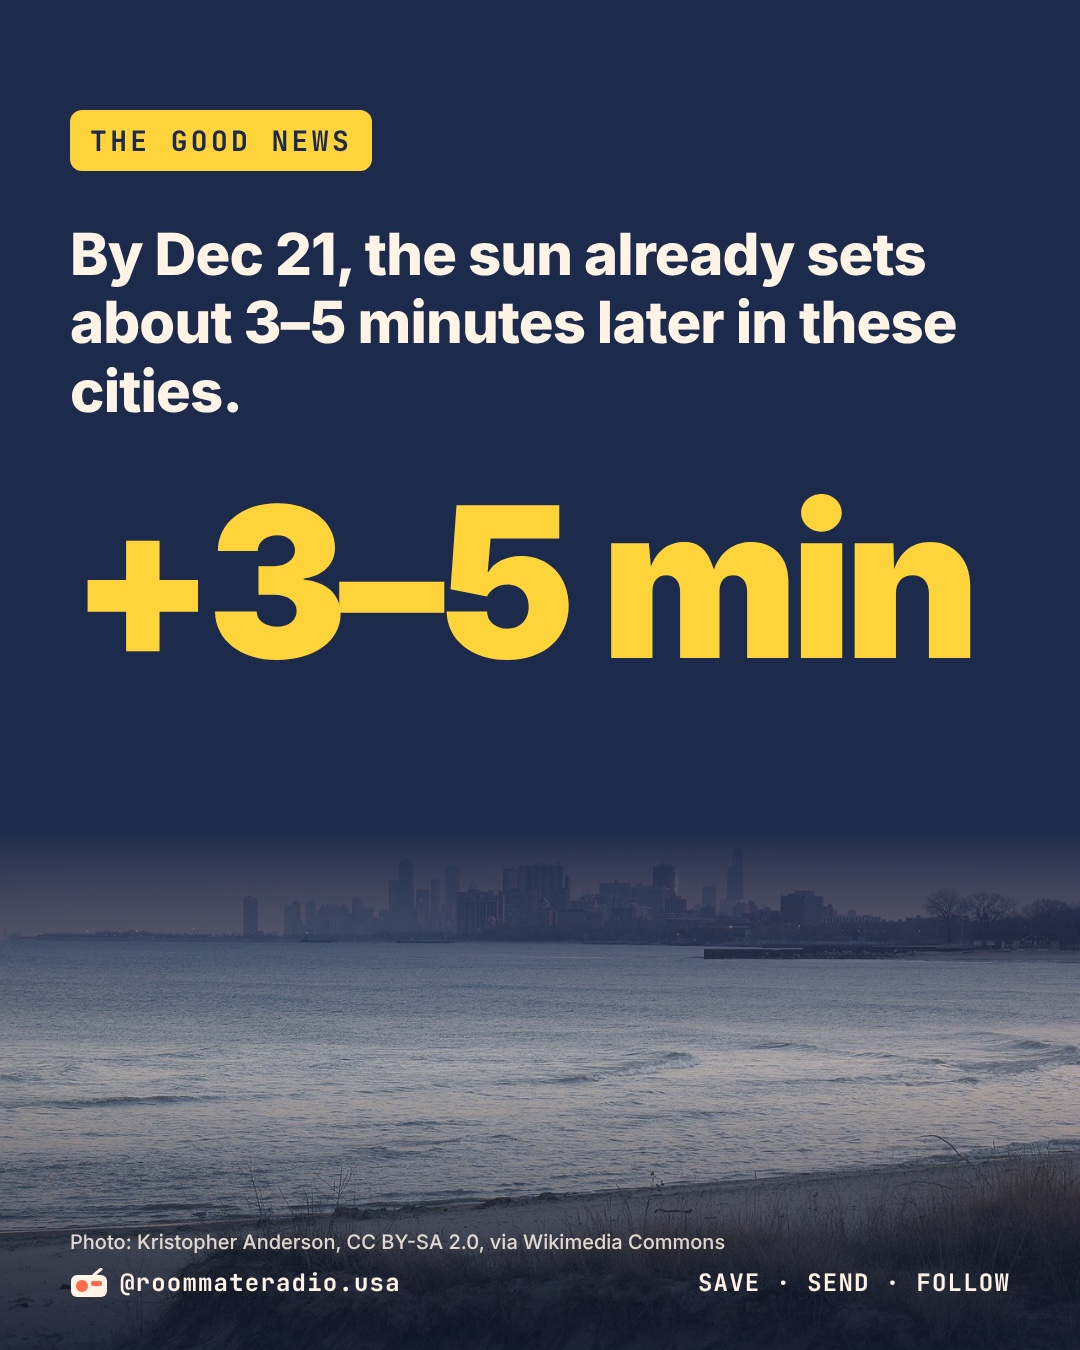 THE GOOD NEWS
By Dec 21, the sun already sets
about 3–5 minutes later in these
cities.
+3–5 min
Photo: Kristopher Anderson, CC BY-SA 2.0, via Wikimedia Commons
@roommateradio.usa
SAVE · SEND · FOLLOW